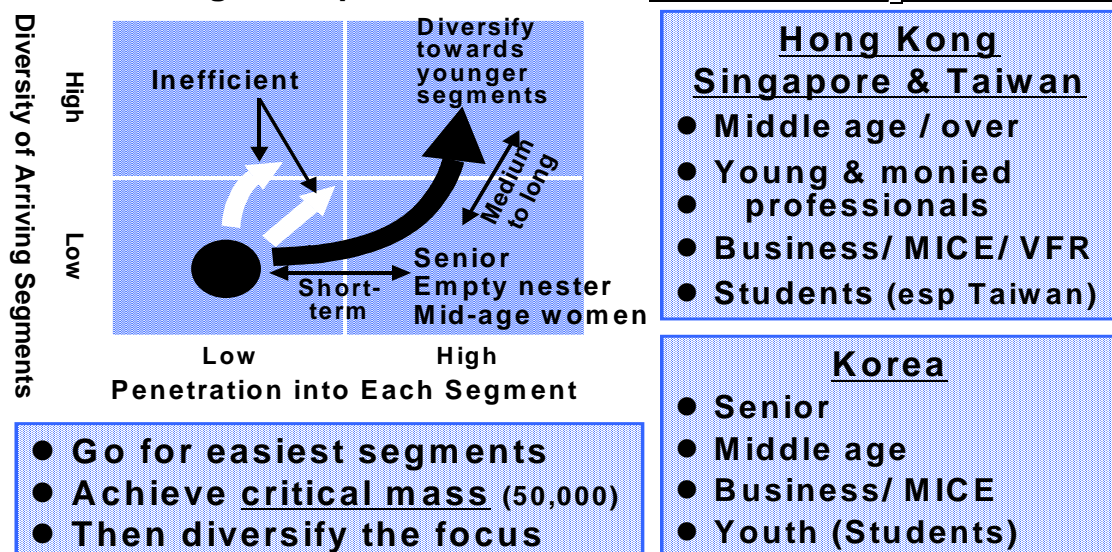 Diversity of Arriving Segments
High
Low
Inefficient
Diversify
towards
younger
segments
Medium
to long
Short-
term
Senior
Empty nester
Mid-age women
Low
High
Penetration into Each Segment
● Go for easiest segments
● Achieve critical mass (50,000)
● Then diversify the focus
Hong Kong
Singapore & Taiwan
● Middle age / over
● Young & monied
● professionals
● Business/ MICE/ VFR
● Students (esp Taiwan)
Korea
● Senior
● Middle age
● Business/ MICE
● Youth (Students)